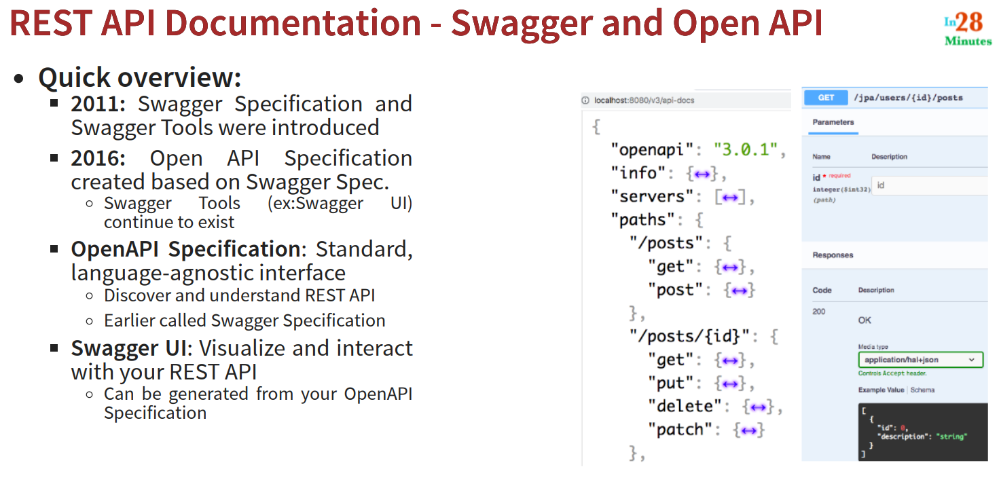 REST API Documentation - Swagger and Open API
In28
Minutes
• Quick overview:
▪ 2011: Swagger Specification and
Swagger Tools were introduced
▪ 2016: Open API Specification
created based on Swagger Spec.
○ Swagger Tools (ex:Swagger UI)
continue to exist
▪ OpenAPI Specification: Standard,
language-agnostic interface
○ Discover and understand REST API
○ Earlier called Swagger Specification
▪ Swagger UI: Visualize and interact
with your REST API
○ Can be generated from your OpenAPI
Specification
localhost:8080/v3/api-docs
{
"openapi": "3.0.1",
"info": {↔},
"servers": [↔],
"paths": {
"/posts": {
"get": {↔},
"post": {↔}
},
"/posts/{id}": {
"get": {↔},
"put": {↔},
"delete": {↔},
"patch": {↔}
},
GET /jpa/users/{id}/posts
Parameters
Name Description
id * required
integer($int32)
(path)
id
Responses
Code Description
200
OK
Media type
application/hal+json
Controls Accept header.
Example Value | Schema
[
{
"id": 0,
"description": "string"
}
]